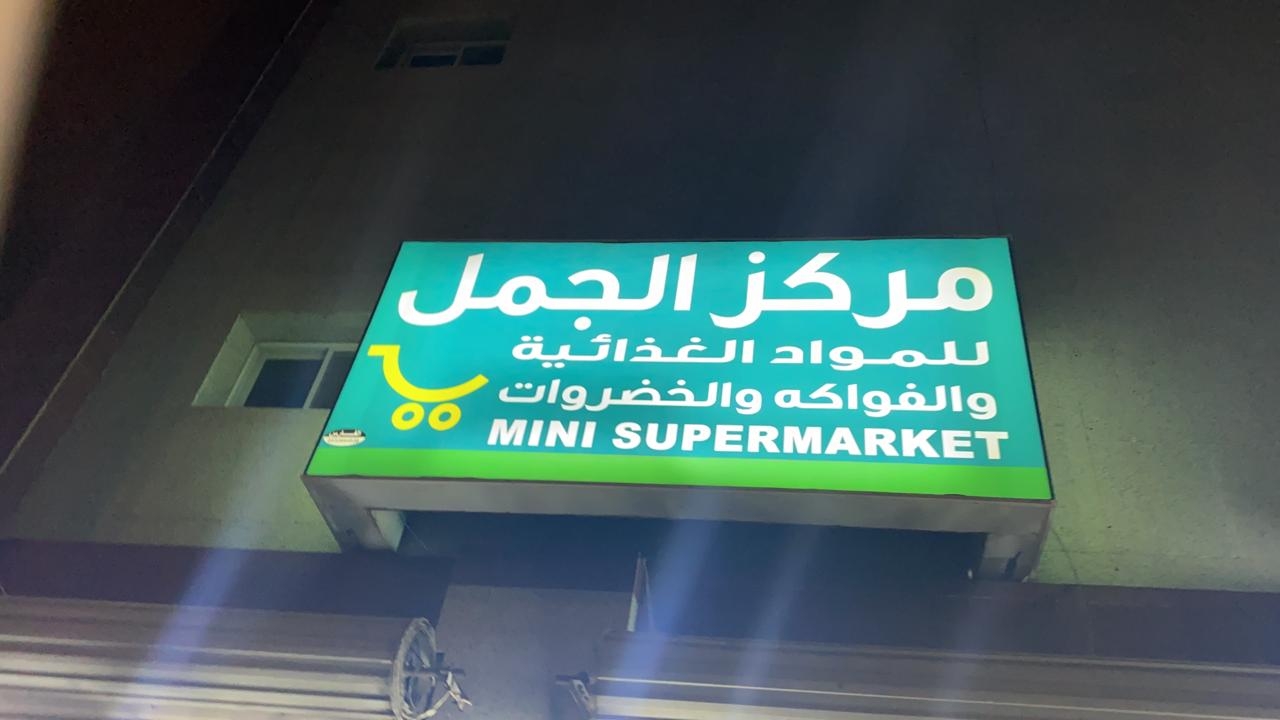 مركز الجمل
للمواد الغذائية
والفواكه والخضروات
MINI SUPERMARKET